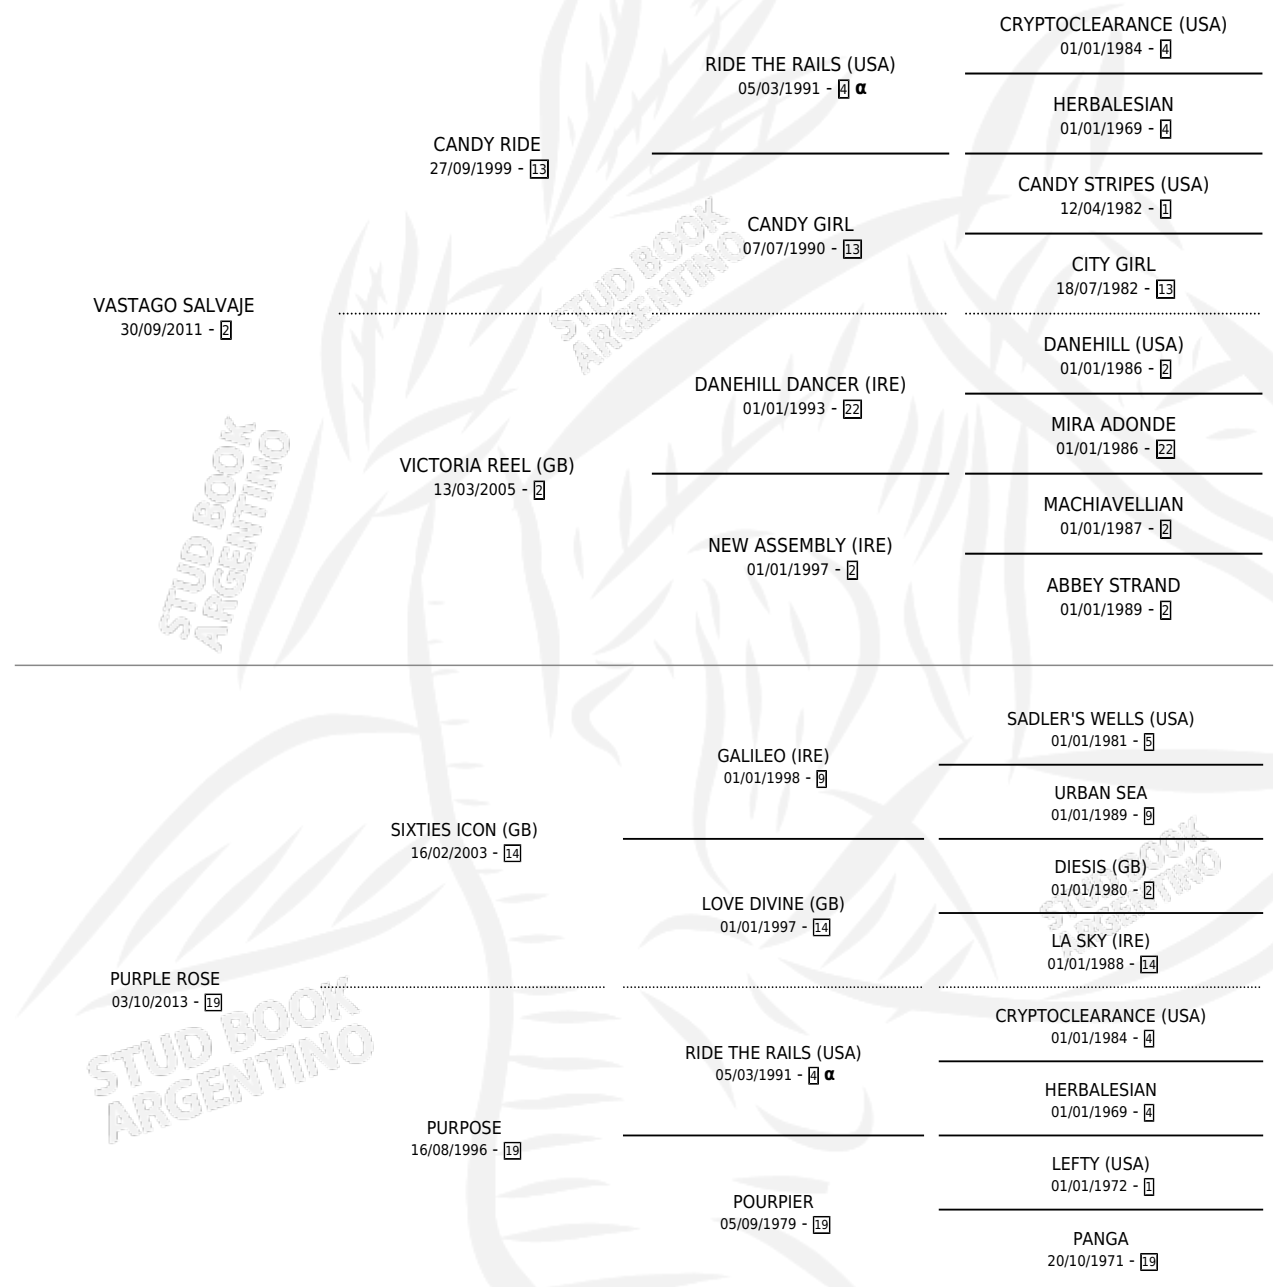 VASTAGO SALVAJE
30/09/2011 - 2
CANDY RIDE
27/09/1999 - 13
RIDE THE RAILS (USA)
05/03/1991 - 4 α
CRYPTOCLEARANCE (USA)
01/01/1984 - 4
HERBALESIAN
01/01/1969 - 4
CANDY GIRL
07/07/1990 - 13
CANDY STRIPES (USA)
12/04/1982 - 1
CITY GIRL
18/07/1982 - 13
VICTORIA REEL (GB)
13/03/2005 - 2
DANEHILL DANCER (IRE)
01/01/1993 - 22
DANEHILL (USA)
01/01/1986 - 2
MIRA ADONDE
01/01/1986 - 22
NEW ASSEMBLY (IRE)
01/01/1997 - 2
MACHIAVELLIAN
01/01/1987 - 2
ABBEY STRAND
01/01/1989 - 2
PURPLE ROSE
03/10/2013 - 19
SIXTIES ICON (GB)
16/02/2003 - 14
GALILEO (IRE)
01/01/1998 - 9
SADLER'S WELLS (USA)
01/01/1981 - 5
URBAN SEA
01/01/1989 - 9
LOVE DIVINE (GB)
01/01/1997 - 14
DIESIS (GB)
01/01/1980 - 2
LA SKY (IRE)
01/01/1988 - 14
PURPOSE
16/08/1996 - 19
RIDE THE RAILS (USA)
05/03/1991 - 4 α
CRYPTOCLEARANCE (USA)
01/01/1984 - 4
HERBALESIAN
01/01/1969 - 4
POURPIER
05/09/1979 - 19
LEFTY (USA)
01/01/1972 - 1
PANGA
20/10/1971 - 19
STUD BOOK
ARGENTINO
STUD BOOK
ARGENTINO
STUD BOOK
ARGENTINO
STUD BOOK
ARGENTINO